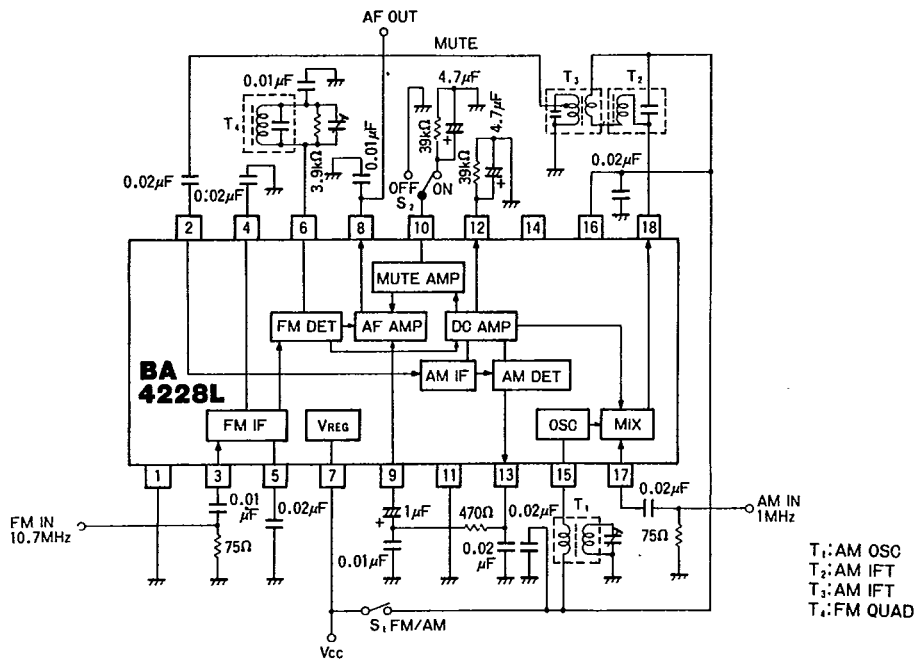 AF OUT
MUTE
0.01μF
4.7μF
4.7μF
T₃
T₂
T₄
3.9kΩ
0.01μF
39kΩ
39kΩ
0.02μF
0.02μF
0.02μF
OFF
ON
S₂
2
4
6
8
10
12
14
16
18
MUTE AMP
FM DET
AF AMP
DC AMP
BA
4228L
AM IF
AM DET
FM IF
VREG
OSC
MiX
1
3
5
7
9
11
13
15
17
0.01
μF
0.02μF
1μF
470Ω
0.02μF
T₁
0.02μF
FM IN
10.7MHz
75Ω
0.01μF
0.02
μF
75Ω
AM IN
1MHz
S₁ FM/AM
Vcc
T₁:AM OSC
T₂:AM IFT
T₃:AM IFT
T₄:FM QUAD